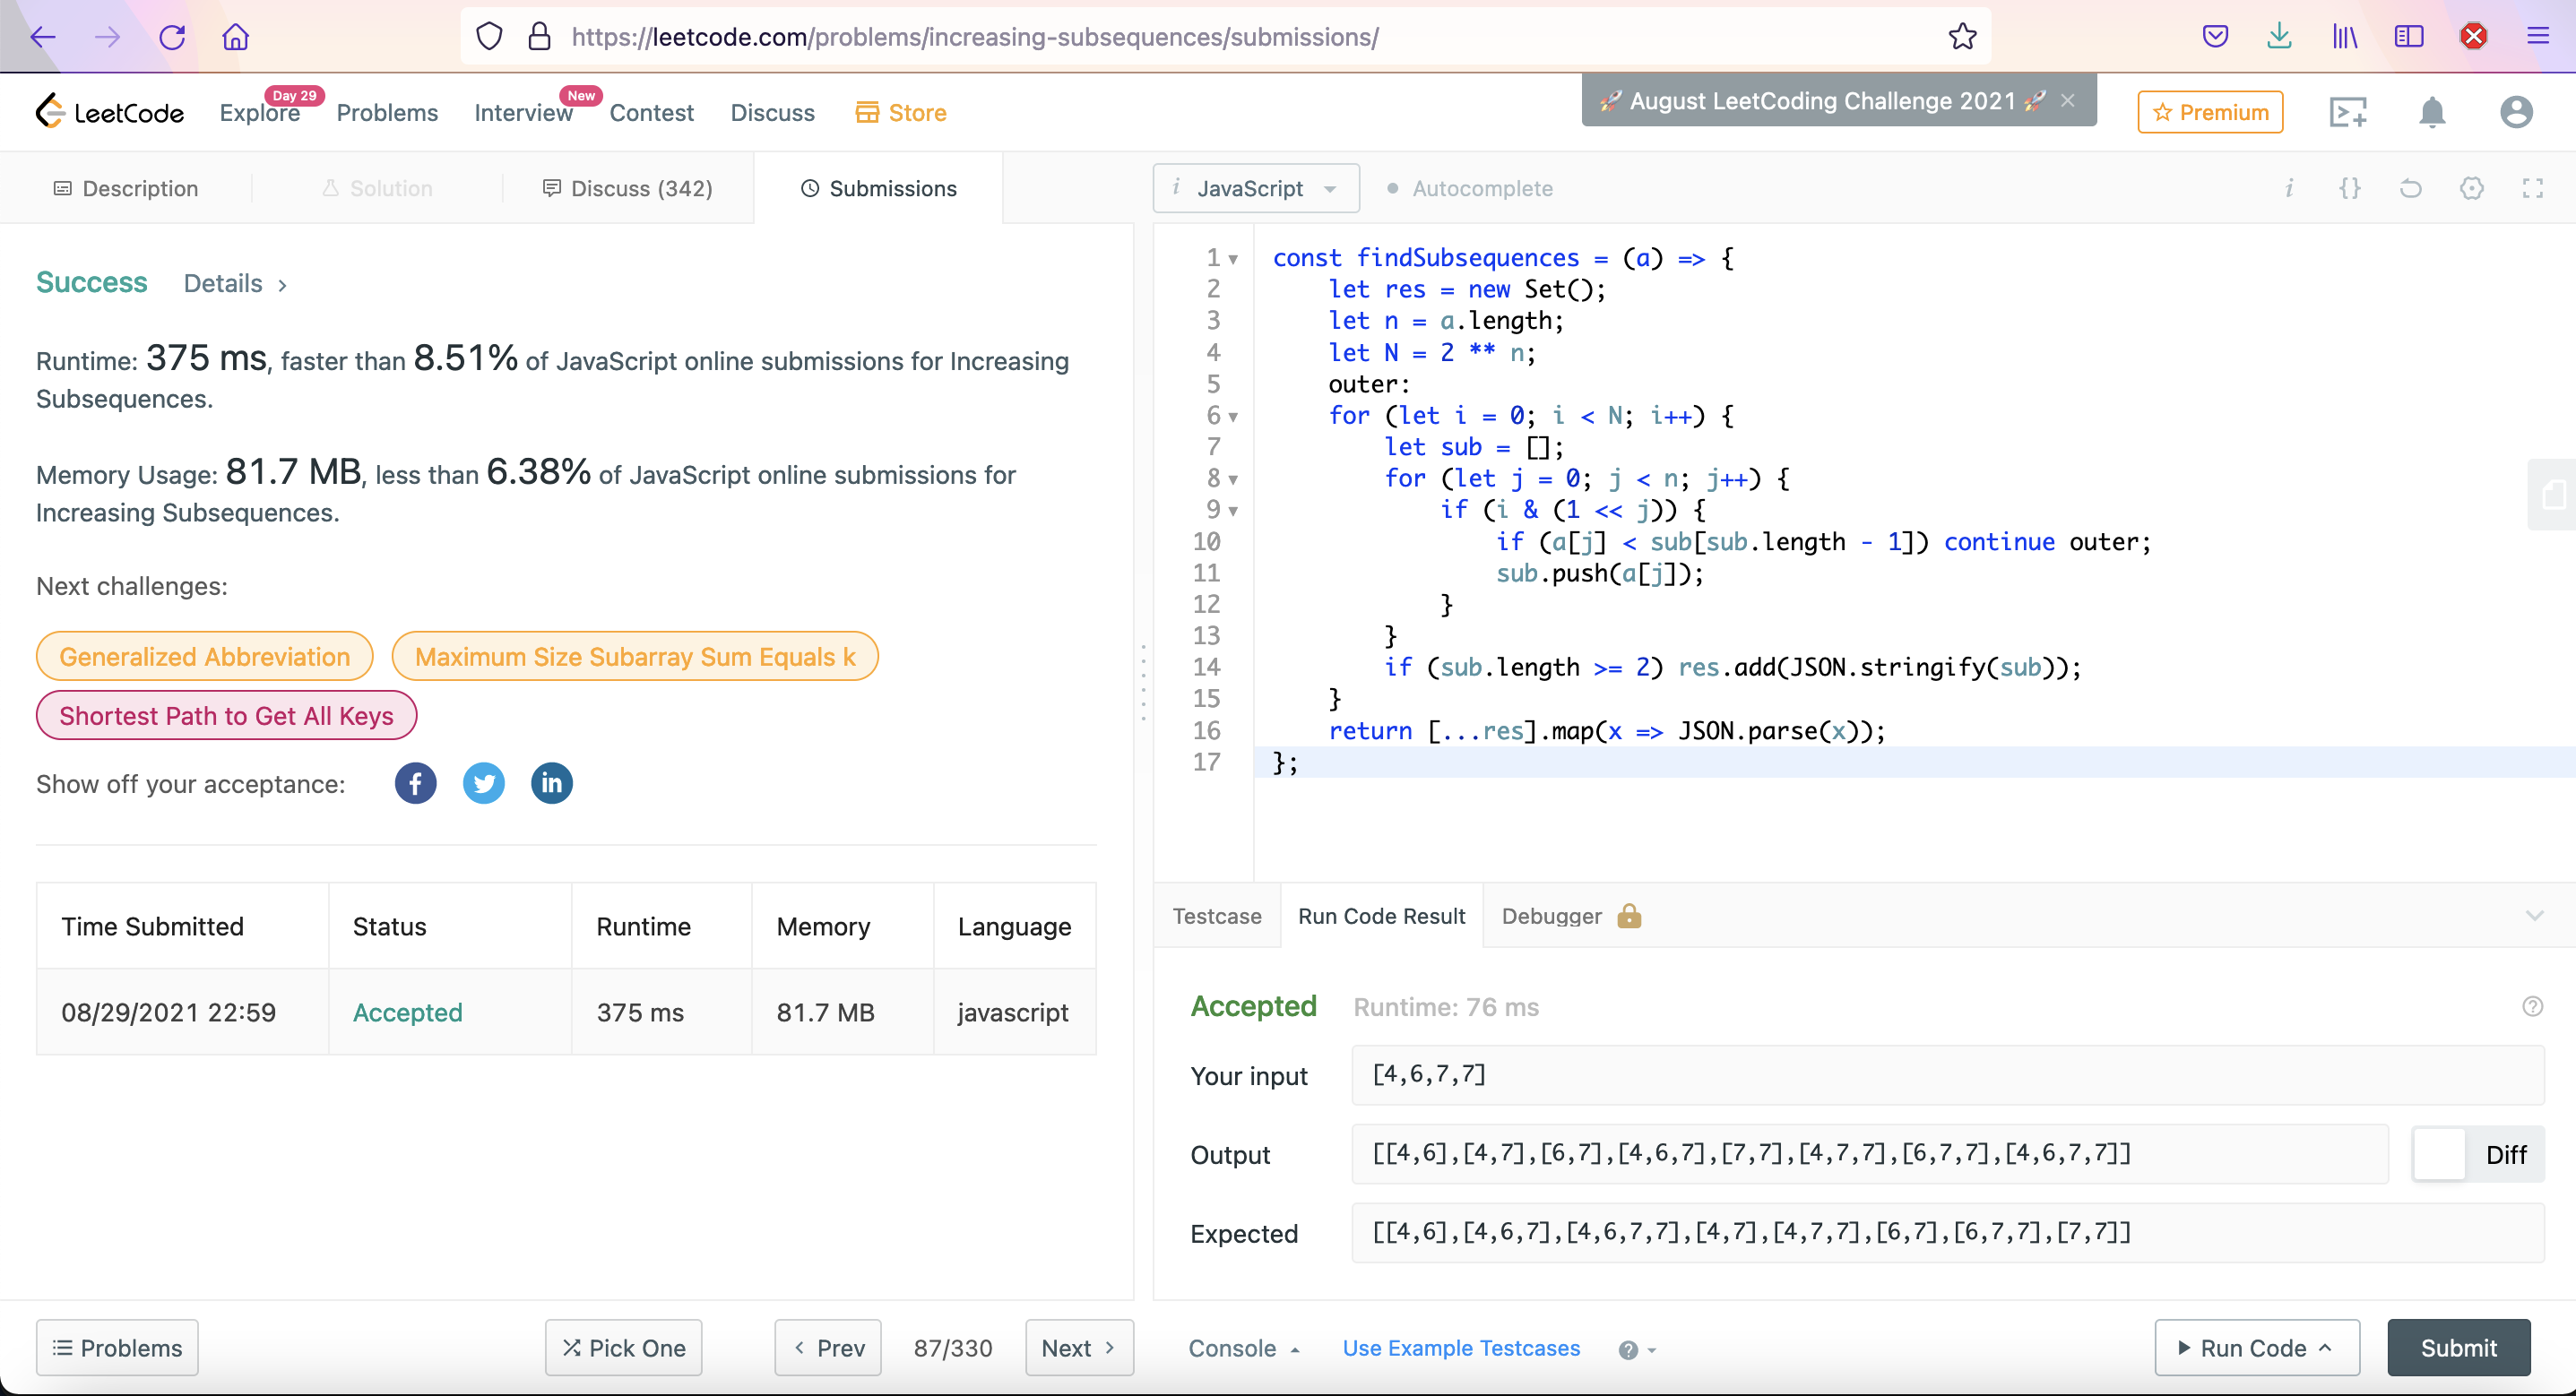 https://leetcode.com/problems/increasing-subsequences/submissions/
LeetCode
Explore
Day 29
Problems
Interview
New
Contest
Discuss
Store
🚀 August LeetCoding Challenge 2021 🚀 ×
Premium
Description
Solution
Discuss (342)
Submissions
i JavaScript
Autocomplete
i {}
Success Details >
Runtime: 375 ms, faster than 8.51% of JavaScript online submissions for Increasing
Subsequences.
Memory Usage: 81.7 MB, less than 6.38% of JavaScript online submissions for
Increasing Subsequences.
Next challenges:
Generalized Abbreviation
Maximum Size Subarray Sum Equals k
Shortest Path to Get All Keys
Show off your acceptance:
Time Submitted Status Runtime Memory Language
08/29/2021 22:59 Accepted 375 ms 81.7 MB javascript
1 const findSubsequences = (a) => {
2     let res = new Set();
3     let n = a.length;
4     let N = 2 ** n;
5     outer:
6     for (let i = 0; i < N; i++) {
7         let sub = [];
8         for (let j = 0; j < n; j++) {
9             if (i & (1 << j)) {
10                 if (a[j] < sub[sub.length - 1]) continue outer;
11                 sub.push(a[j]);
12             }
13         }
14         if (sub.length >= 2) res.add(JSON.stringify(sub));
15     }
16     return [...res].map(x => JSON.parse(x));
17 };
Testcase
Run Code Result
Debugger
Accepted Runtime: 76 ms
Your input [4,6,7,7]
Output [[4,6],[4,7],[6,7],[4,6,7],[7,7],[4,7,7],[6,7,7],[4,6,7,7]]
Diff
Expected [[4,6],[4,6,7],[4,6,7,7],[4,7],[4,7,7],[6,7],[6,7,7],[7,7]]
Problems
Pick One
< Prev
87/330
Next >
Console
Use Example Testcases
Run Code
Submit